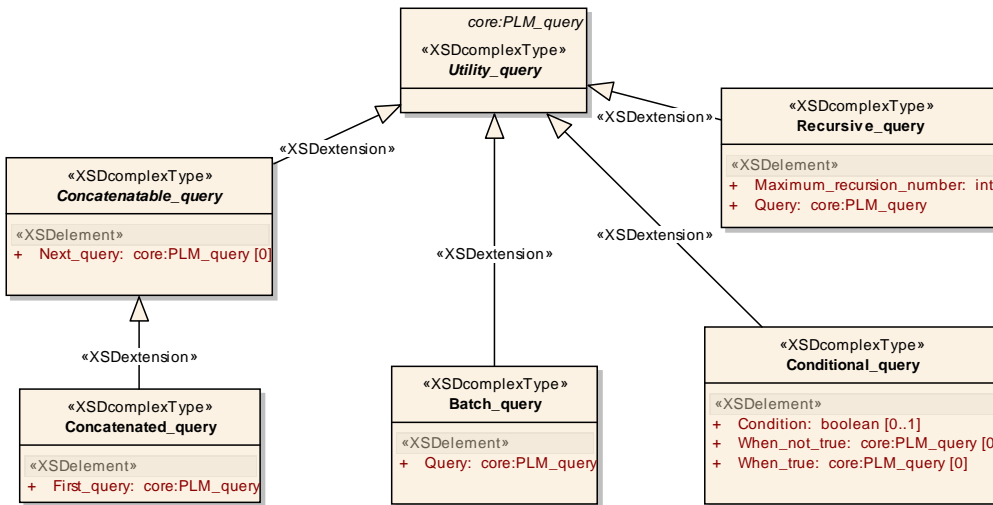 core:PLM_query
«XSDcomplexType»
Utility_query
«XSDcomplexType»
Recursive_query
«XSDelement»
+ Maximum_recursion_number: int
+ Query: core:PLM_query
«XSDextension»
«XSDextension»
«XSDcomplexType»
Concatenatable_query
«XSDelement»
+ Next_query: core:PLM_query [0]
«XSDextension»
«XSDextension»
«XSDextension»
«XSDcomplexType»
Concatenated_query
«XSDelement»
+ First_query: core:PLM_query
«XSDcomplexType»
Batch_query
«XSDelement»
+ Query: core:PLM_query
«XSDcomplexType»
Conditional_query
«XSDelement»
+ Condition: boolean [0..1]
+ When_not_true: core:PLM_query [0
+ When_true: core:PLM_query [0]